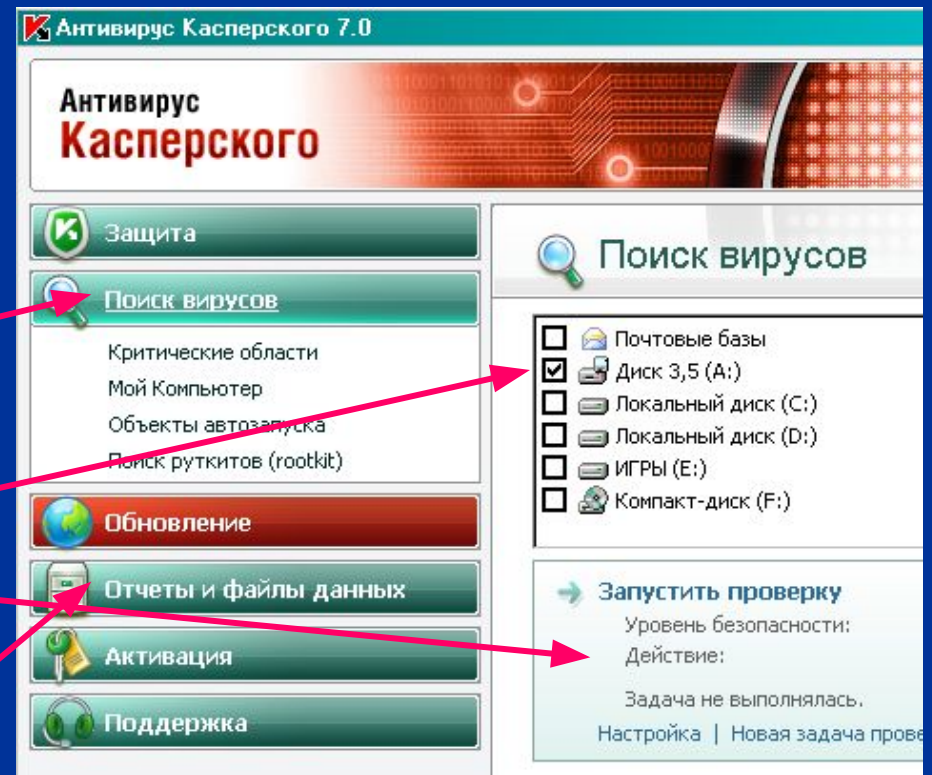 Антивирус Касперского 7.0
Антивирус
Касперского
Защита
Поиск вирусов
Критические области
Мой Компьютер
Объекты автозапуска
Поиск руткитов (rootkit)
Обновление
Отчеты и файлы данных
Активация
Поддержка
Поиск вирусов
Почтовые базы
Диск 3,5 (A:)
Локальный диск (C:)
Локальный диск (D:)
ИГРЫ (E:)
Компакт-диск (F:)
Запустить проверку
Уровень безопасности:
Действие:
Задача не выполнялась.
Настройка | Новая задача прове